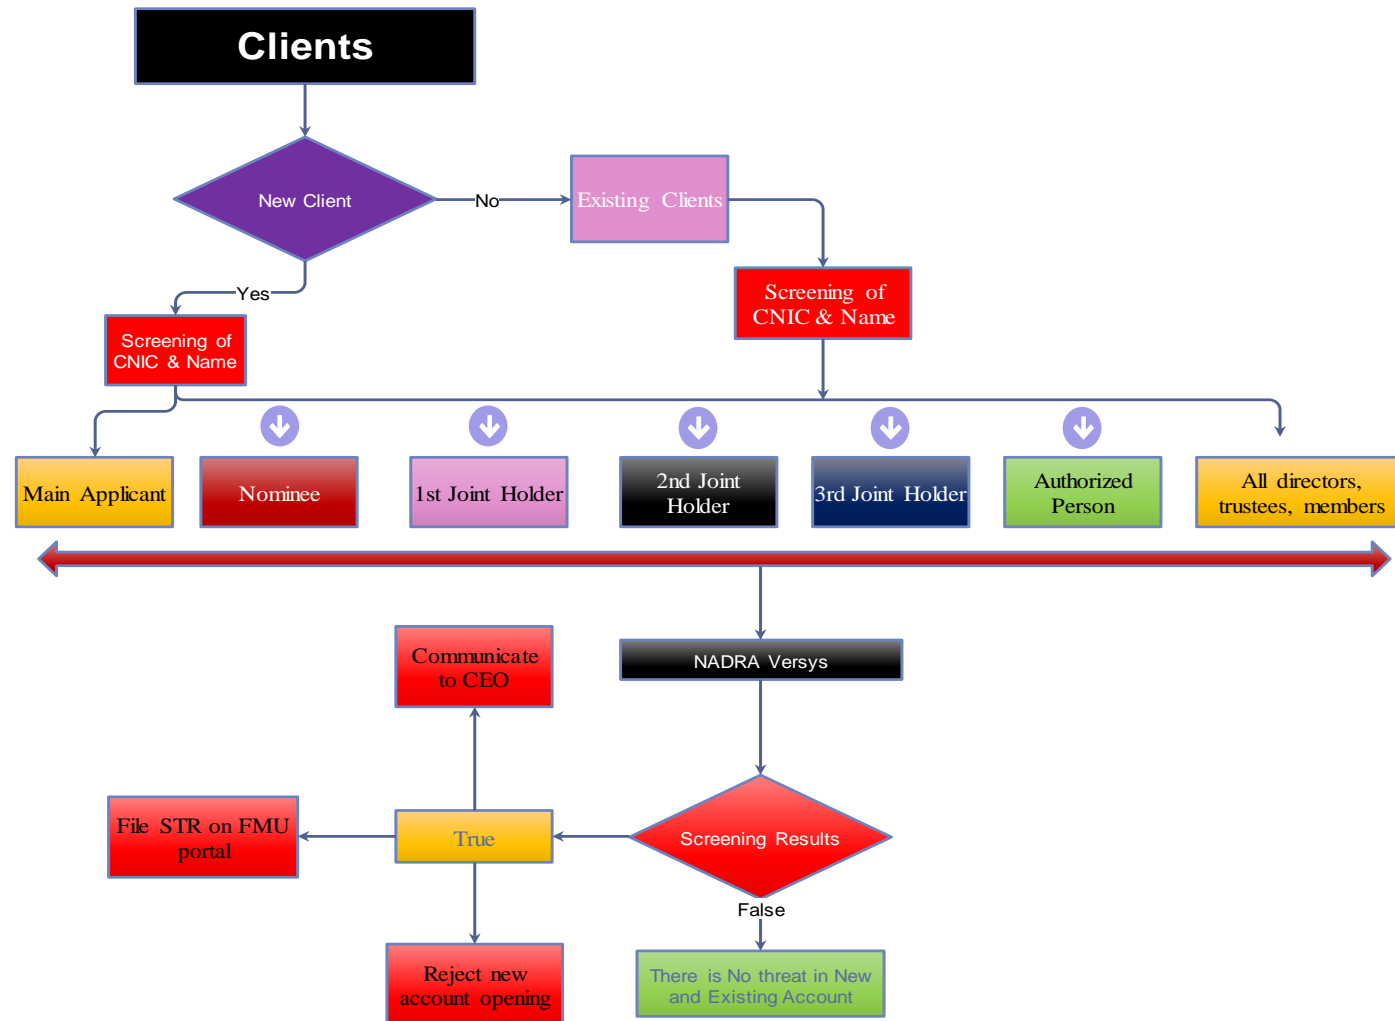 Clients
New Client
No
Existing Clients
Yes
Screening of
CNIC & Name
Screening of
CNIC & Name
Main Applicant
Nominee
1st Joint Holder
2nd Joint
Holder
3rd Joint Holder
Authorized
Person
All directors,
trustees, members
Communicate
to CEO
NADRA Versys
File STR on FMU
portal
True
Screening Results
False
Reject new
account opening
There is No threat in New
and Existing Account